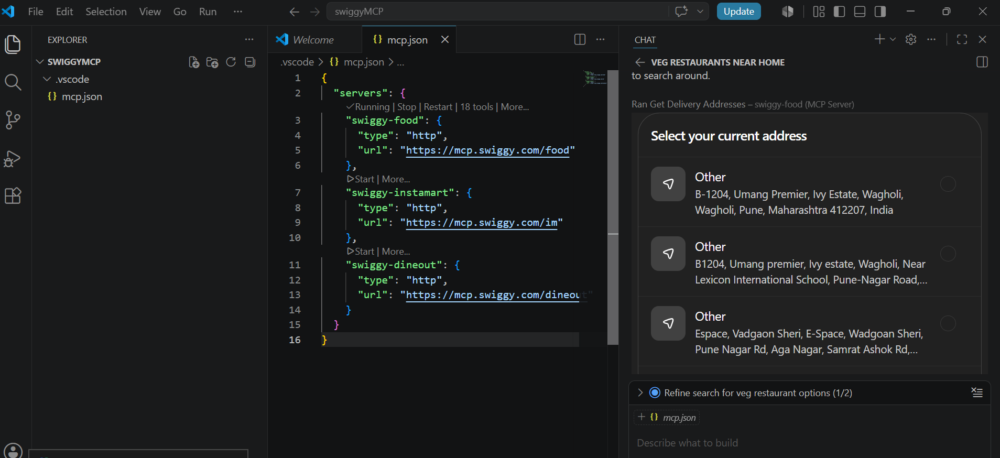 File Edit Selection View Go Run ···
swiggyMCP
Update
EXPLORER
SWIGGYMCP
.vscode
{} mcp.json
Welcome
{} mcp.json
.vscode > {} mcp.json > ...
1 {
2 "servers": {
✓Running | Stop | Restart | 18 tools | More...
3 "swiggy-food": {
4 "type": "http",
5 "url": "https://mcp.swiggy.com/food"
6 },
▷Start | More...
7 "swiggy-instamart": {
8 "type": "http",
9 "url": "https://mcp.swiggy.com/im"
10 },
▷Start | More...
11 "swiggy-dineout": {
12 "type": "http",
13 "url": "https://mcp.swiggy.com/dineout"
14 }
15 }
16 }
CHAT
VEG RESTAURANTS NEAR HOME
to search around.
Ran Get Delivery Addresses – swiggy-food (MCP Server)
Select your current address
Other
B-1204, Umang Premier, Ivy Estate, Wagholi,
Wagholi, Pune, Maharashtra 412207, India
Other
B1204, Umang premier, Ivy estate, Wagholi, Near
Lexicon International School, Pune-Nagar Road,...
Other
Espace, Vadgaon Sheri, E-Space, Wadgoan Sheri,
Pune Nagar Rd, Aga Nagar, Samrat Ashok Rd,...
Refine search for veg restaurant options (1/2)
+ {} mcp.json
Describe what to build